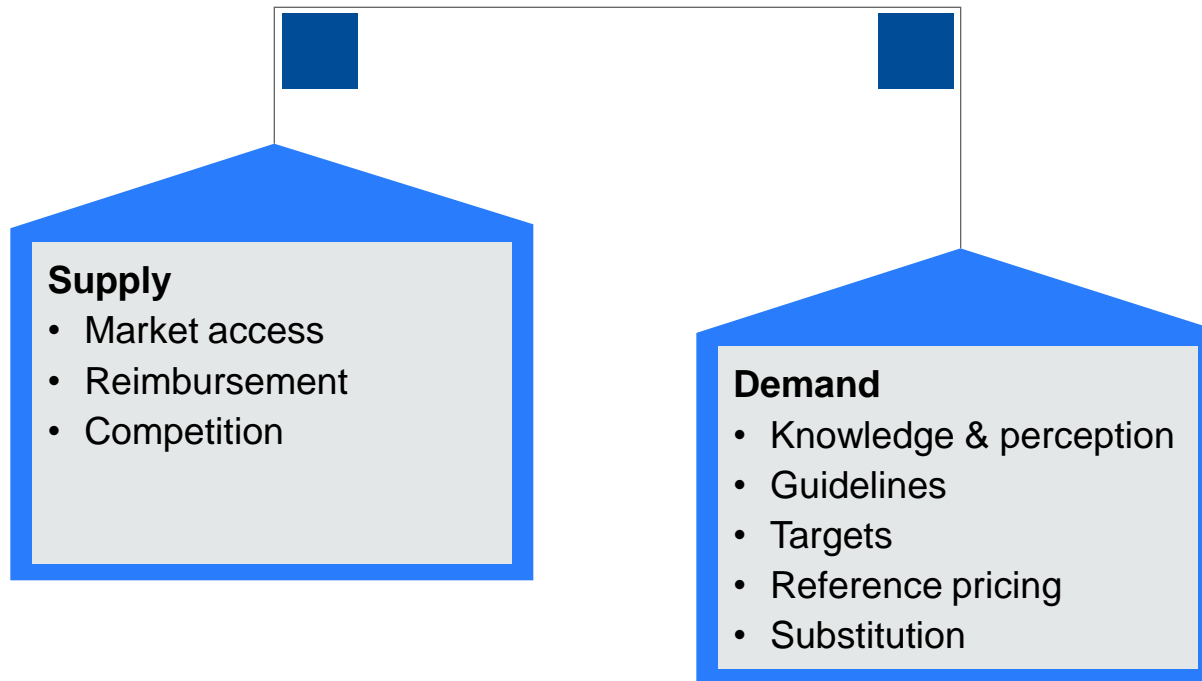 Supply
• Market access
• Reimbursement
• Competition
Demand
• Knowledge & perception
• Guidelines
• Targets
• Reference pricing
• Substitution